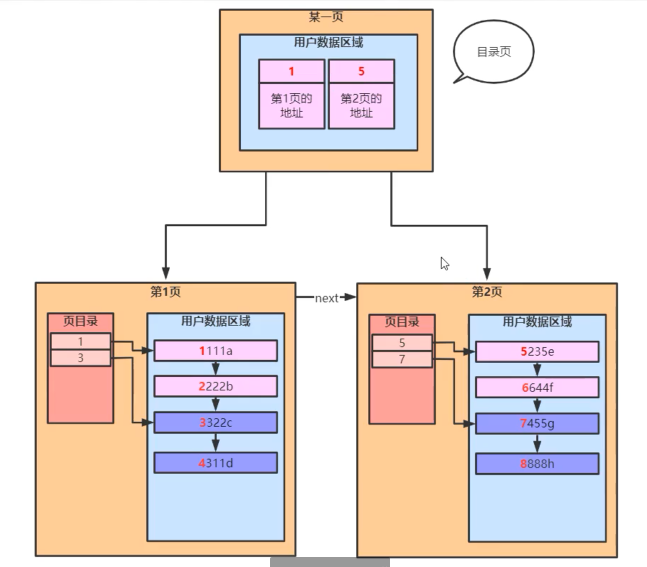 某一页
用户数据区域
1
5
第1页的
地址
第2页的
地址
目录页
第1页
页目录
1
3
用户数据区域
1111a
2222b
3322c
4311d
next
第2页
页目录
5
7
用户数据区域
5235e
6644f
7455g
8888h